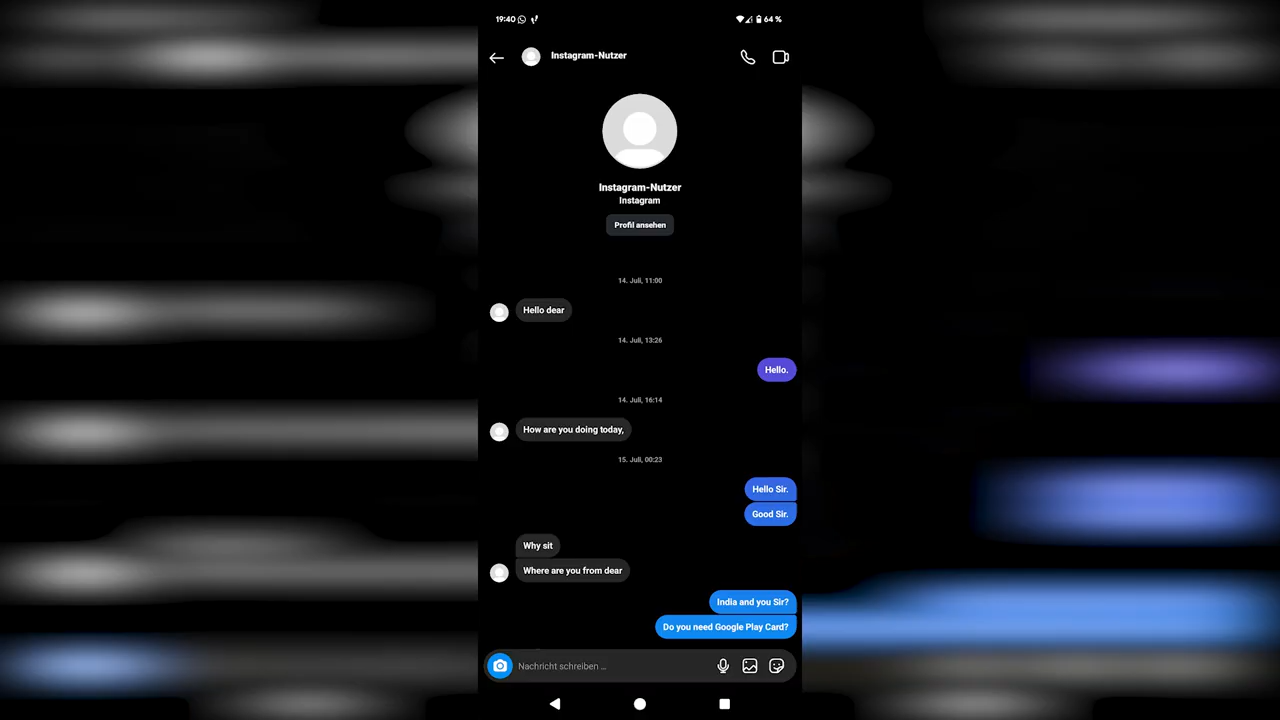 19:40
64 %
Instagram-Nutzer
Instagram-Nutzer
Instagram
Profil ansehen
14. Juli, 11:00
Hello dear
14. Juli, 13:26
Hello.
14. Juli, 16:14
How are you doing today,
15. Juli, 00:23
Hello Sir.
Good Sir.
Why sit
Where are you from dear
India and you Sir?
Do you need Google Play Card?
Nachricht schreiben ...